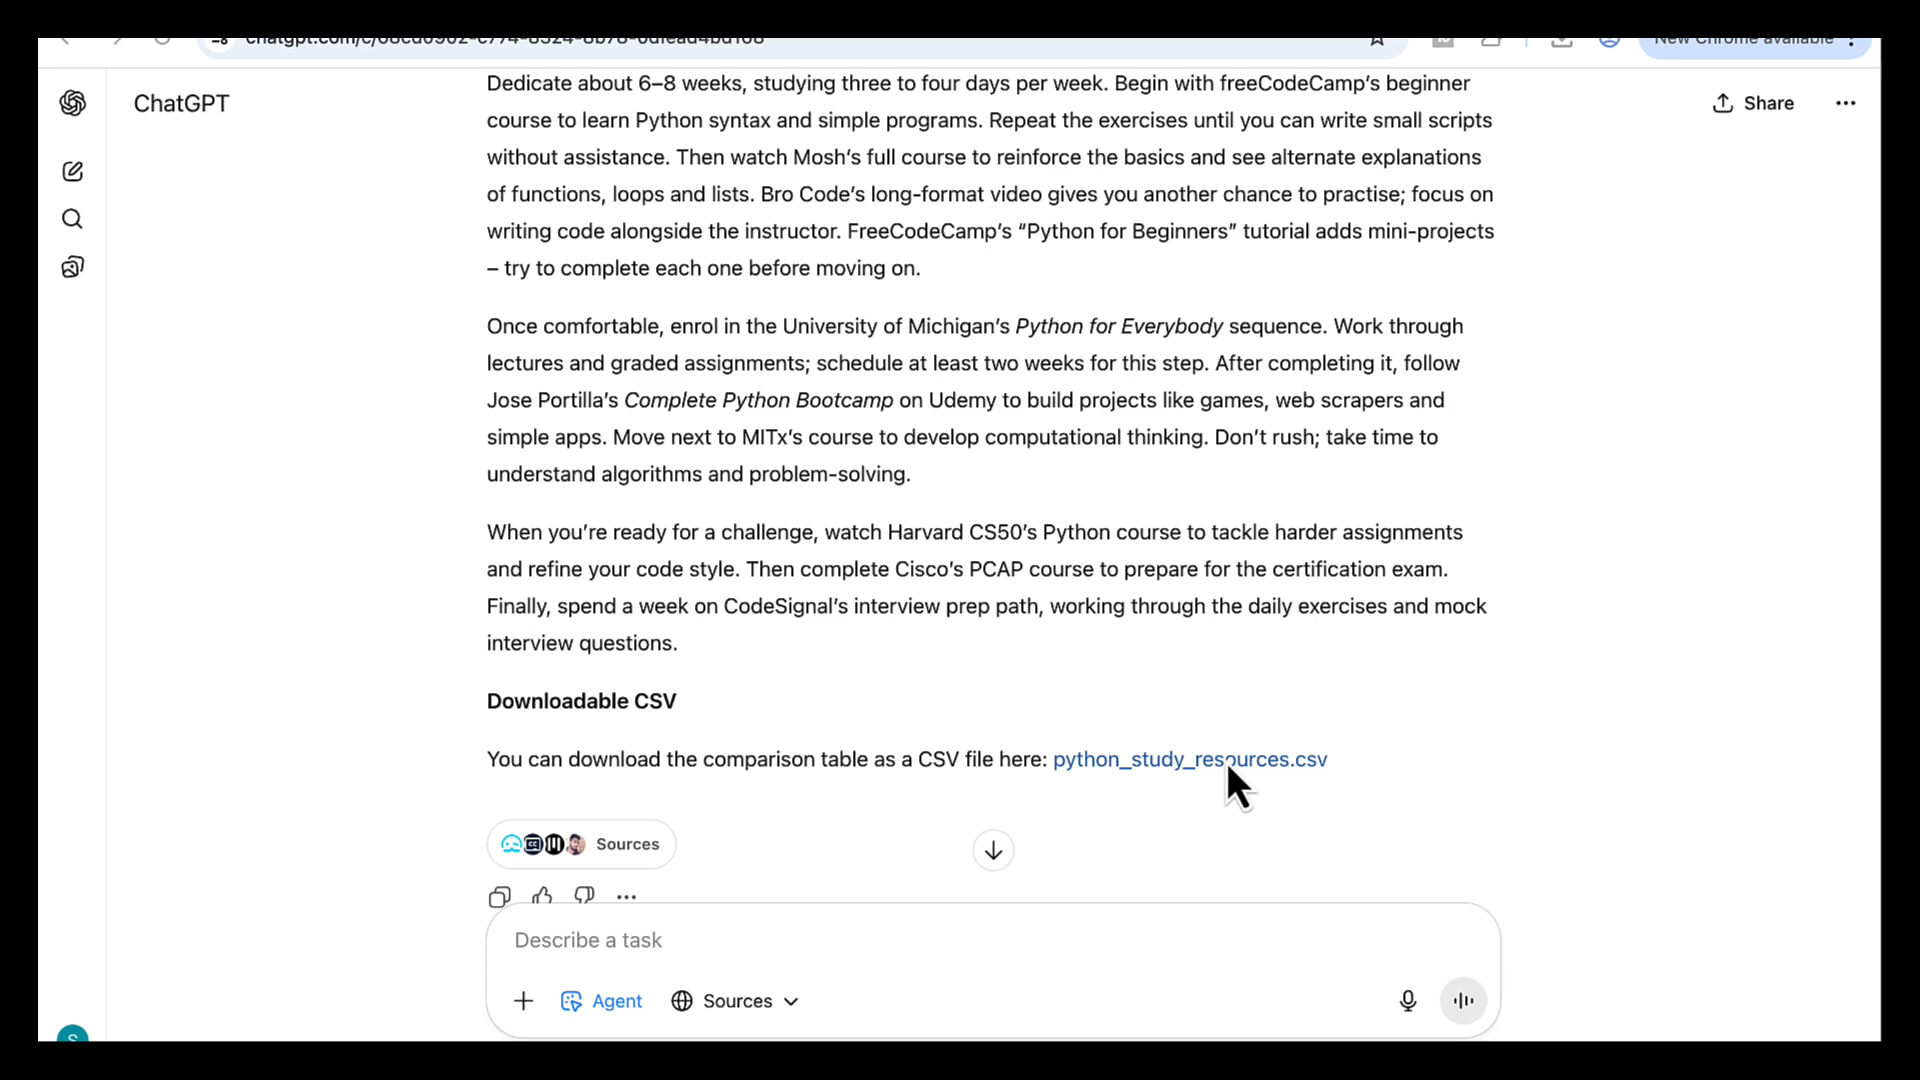 ChatGPT
Share
Dedicate about 6–8 weeks, studying three to four days per week. Begin with freeCodeCamp’s beginner
course to learn Python syntax and simple programs. Repeat the exercises until you can write small scripts
without assistance. Then watch Mosh’s full course to reinforce the basics and see alternate explanations
of functions, loops and lists. Bro Code’s long-format video gives you another chance to practise; focus on
writing code alongside the instructor. FreeCodeCamp’s “Python for Beginners” tutorial adds mini-projects
– try to complete each one before moving on.
Once comfortable, enrol in the University of Michigan’s Python for Everybody sequence. Work through
lectures and graded assignments; schedule at least two weeks for this step. After completing it, follow
Jose Portilla’s Complete Python Bootcamp on Udemy to build projects like games, web scrapers and
simple apps. Move next to MITx’s course to develop computational thinking. Don’t rush; take time to
understand algorithms and problem-solving.
When you’re ready for a challenge, watch Harvard CS50’s Python course to tackle harder assignments
and refine your code style. Then complete Cisco’s PCAP course to prepare for the certification exam.
Finally, spend a week on CodeSignal’s interview prep path, working through the daily exercises and mock
interview questions.
Downloadable CSV
You can download the comparison table as a CSV file here: python_study_resources.csv
Sources
Describe a task
Agent
Sources